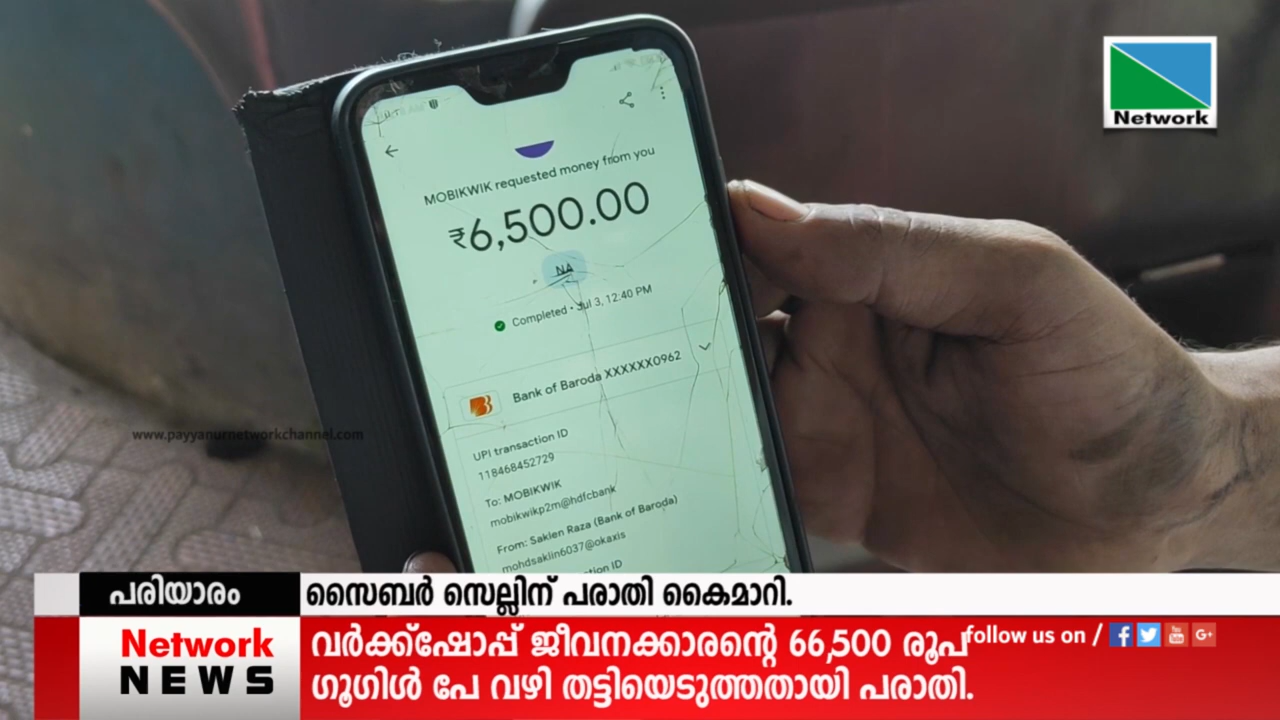 Network
MOBIKWIK requested money from you
₹6,500.00
NA
Completed • Jul 3, 12:40 PM
Bank of Baroda XXXXXX0962
UPI transaction ID
118468452729
To: MOBIKWIK
mobikwikp2m@hdfcbank
From: Saklen Raza (Bank of Baroda)
mohdsaklin6037@okaxis
ID
www.payyanurnetworkchannel.com
പരിയാരം
സൈബർ സെല്ലിന് പരാതി കൈമാറി.
Network
NEWS
വർക്ക്ഷോപ്പ് ജീവനക്കാരന്റെ 66,500 രൂപ
ഗൂഗിൾ പേ വഴി തട്ടിയെടുത്തതായി പരാതി.
follow us on /